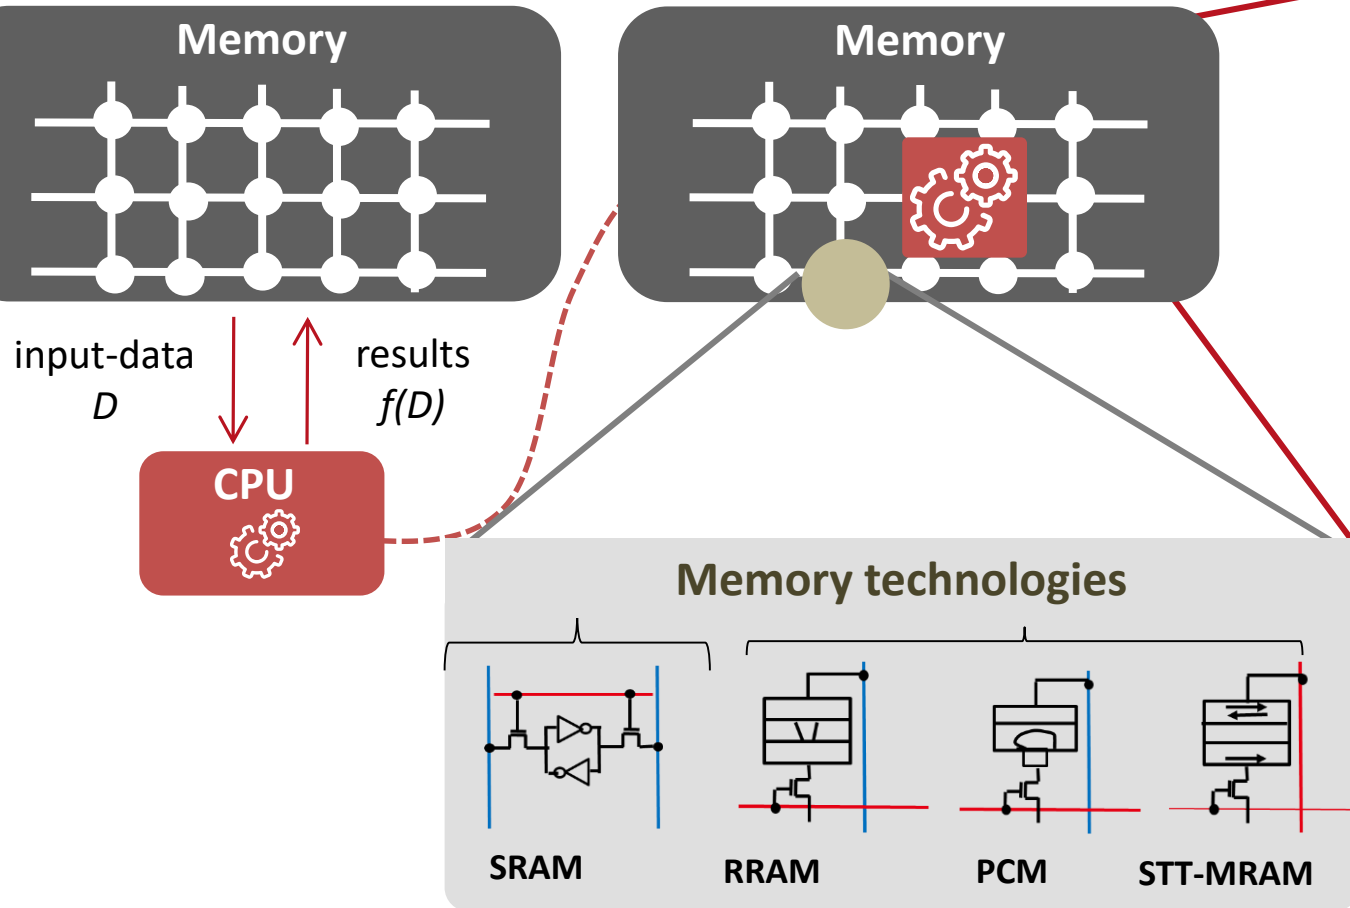 Memory
Memory
input-data
D
results
f(D)
CPU
Memory technologies
SRAM
RRAM
PCM
STT-MRAM